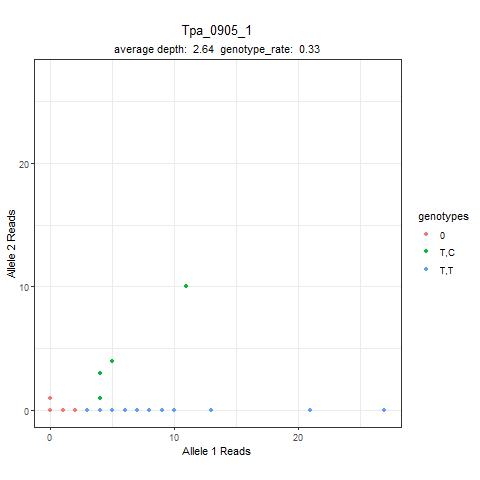 Tpa_0905_1
average depth: 2.64 genotype_rate: 0.33
20
10
0
Allele 2 Reads
0
10
20
Allele 1 Reads
genotypes
0
T,C
T,T